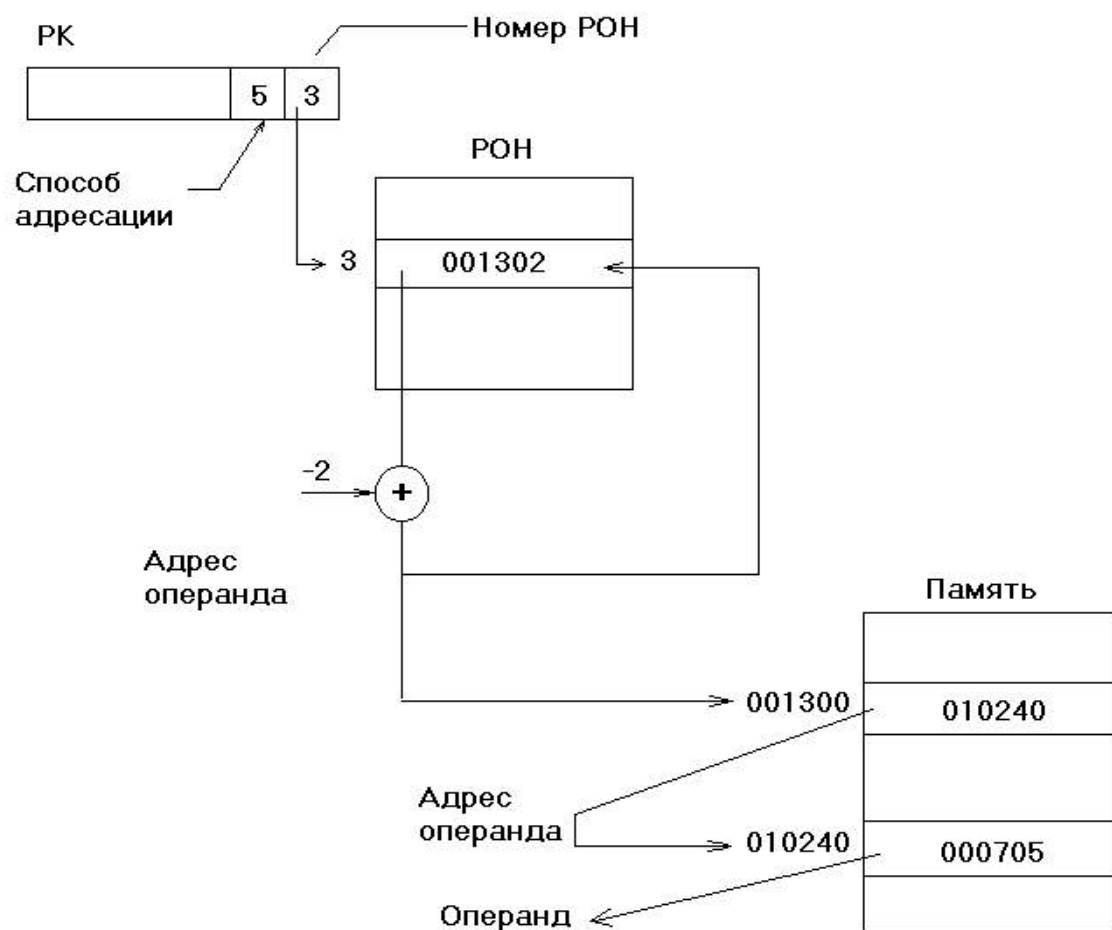 РК
Номер РОН
5 3
Способ
адресации
РОН
3 001302
-2
+
Адрес
операнда
Память
001300 010240
Адрес
операнда
010240 000705
Операнд